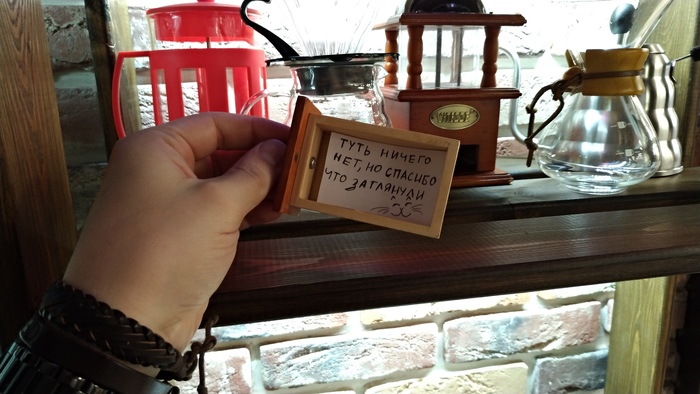 ТУТЬ НИЧЕГО
НЕТ, НО СПАСИБО
ЧТО ЗАГЛЯНУЛИ